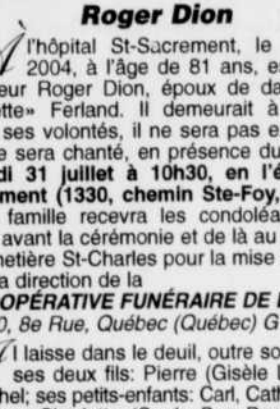 Roger Dion
À l'hôpital St-Sacrement, le
2004, à l'âge de 81 ans, es
eur Roger Dion, époux de da
ette» Ferland. Il demeurait à
ses volontés, il ne sera pas e
e sera chanté, en présence du
di 31 juillet à 10h30, en l'é
ment (1330, chemin Ste-Foy,
famille recevra les condoléa
avant la cérémonie et de là au
metière St-Charles pour la mise
a direction de la
OPÉRATIVE FUNÉRAIRE DE
0, 8e Rue, Québec (Québec) G
Il laisse dans le deuil, outre so
ses deux fils: Pierre (Gisèle
hel; ses petits-enfants: Carl, Cath